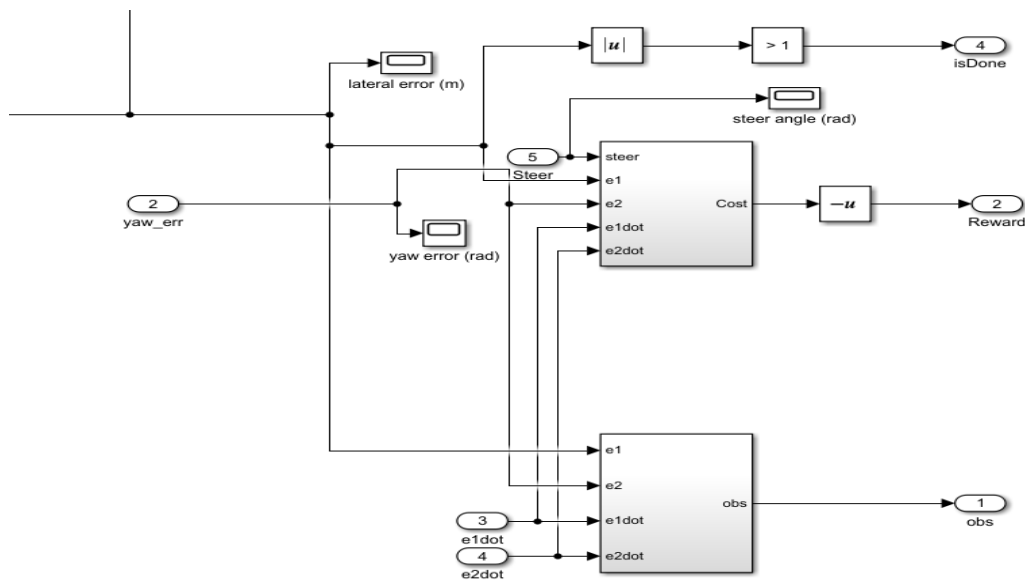 |u|
> 1
4
isDone
lateral error (m)
steer angle (rad)
5
Steer
steer
e1
e2
e1dot
e2dot
Cost
-u
2
Reward
2
yaw_err
yaw error (rad)
e1
e2
e1dot
e2dot
obs
1
obs
3
e1dot
4
e2dot